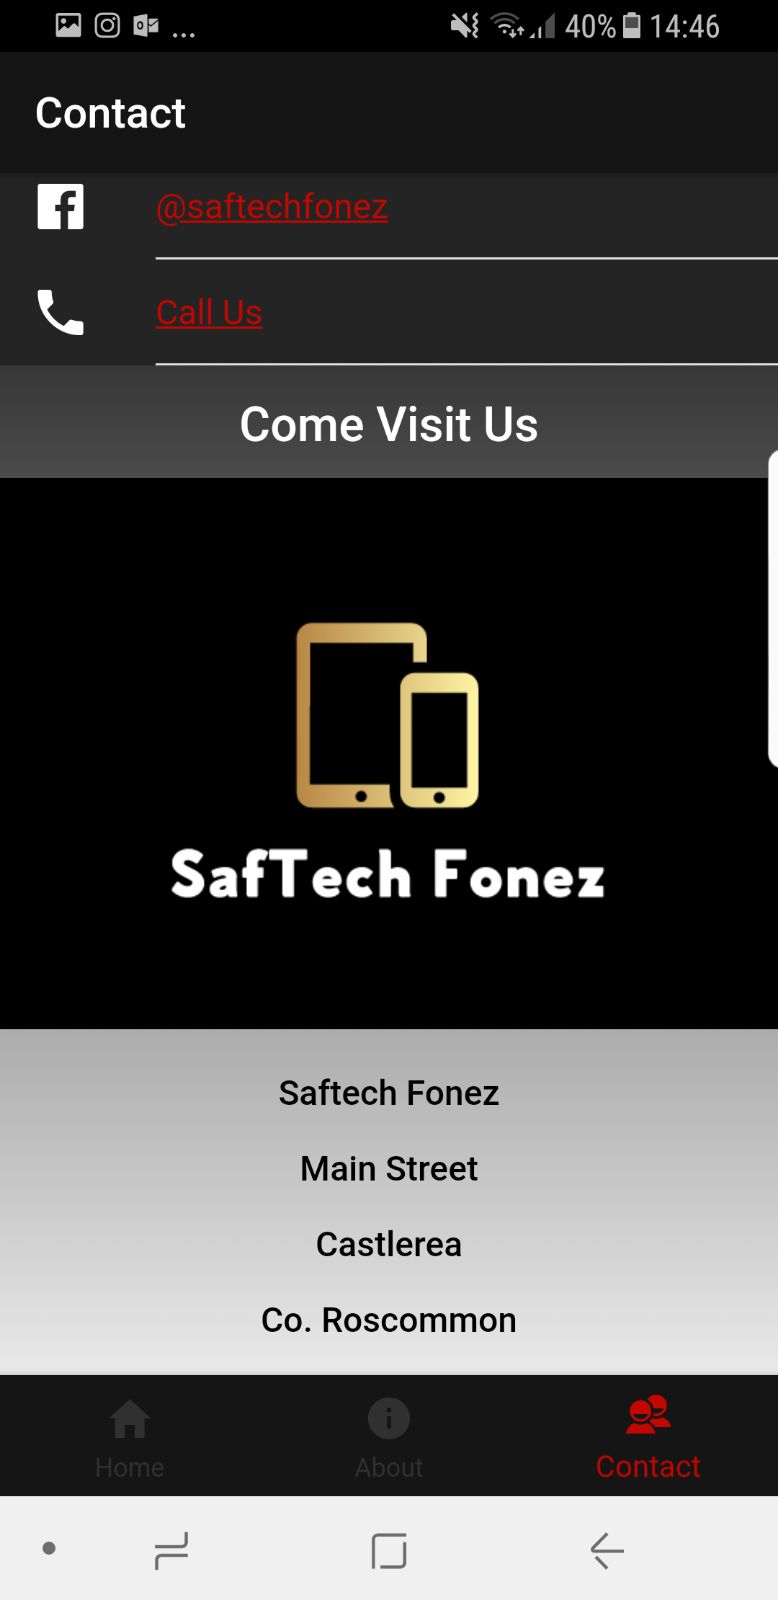 ... 40% 14:46
Contact
@saftechfonez
Call Us
Come Visit Us
SafTech Fonez
Saftech Fonez
Main Street
Castlerea
Co. Roscommon
Home About Contact